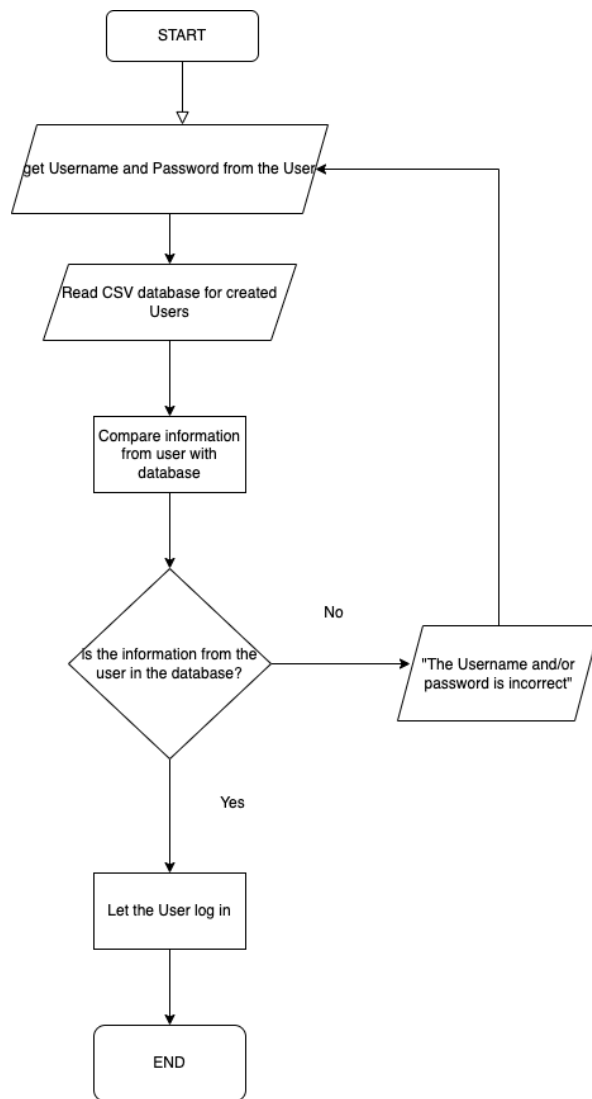 START
get Username and Password from the User
Read CSV database for created
Users
Compare information
from user with
database
No
Is the information from the
user in the database?
"The Username and/or
password is incorrect"
Yes
Let the User log in
END